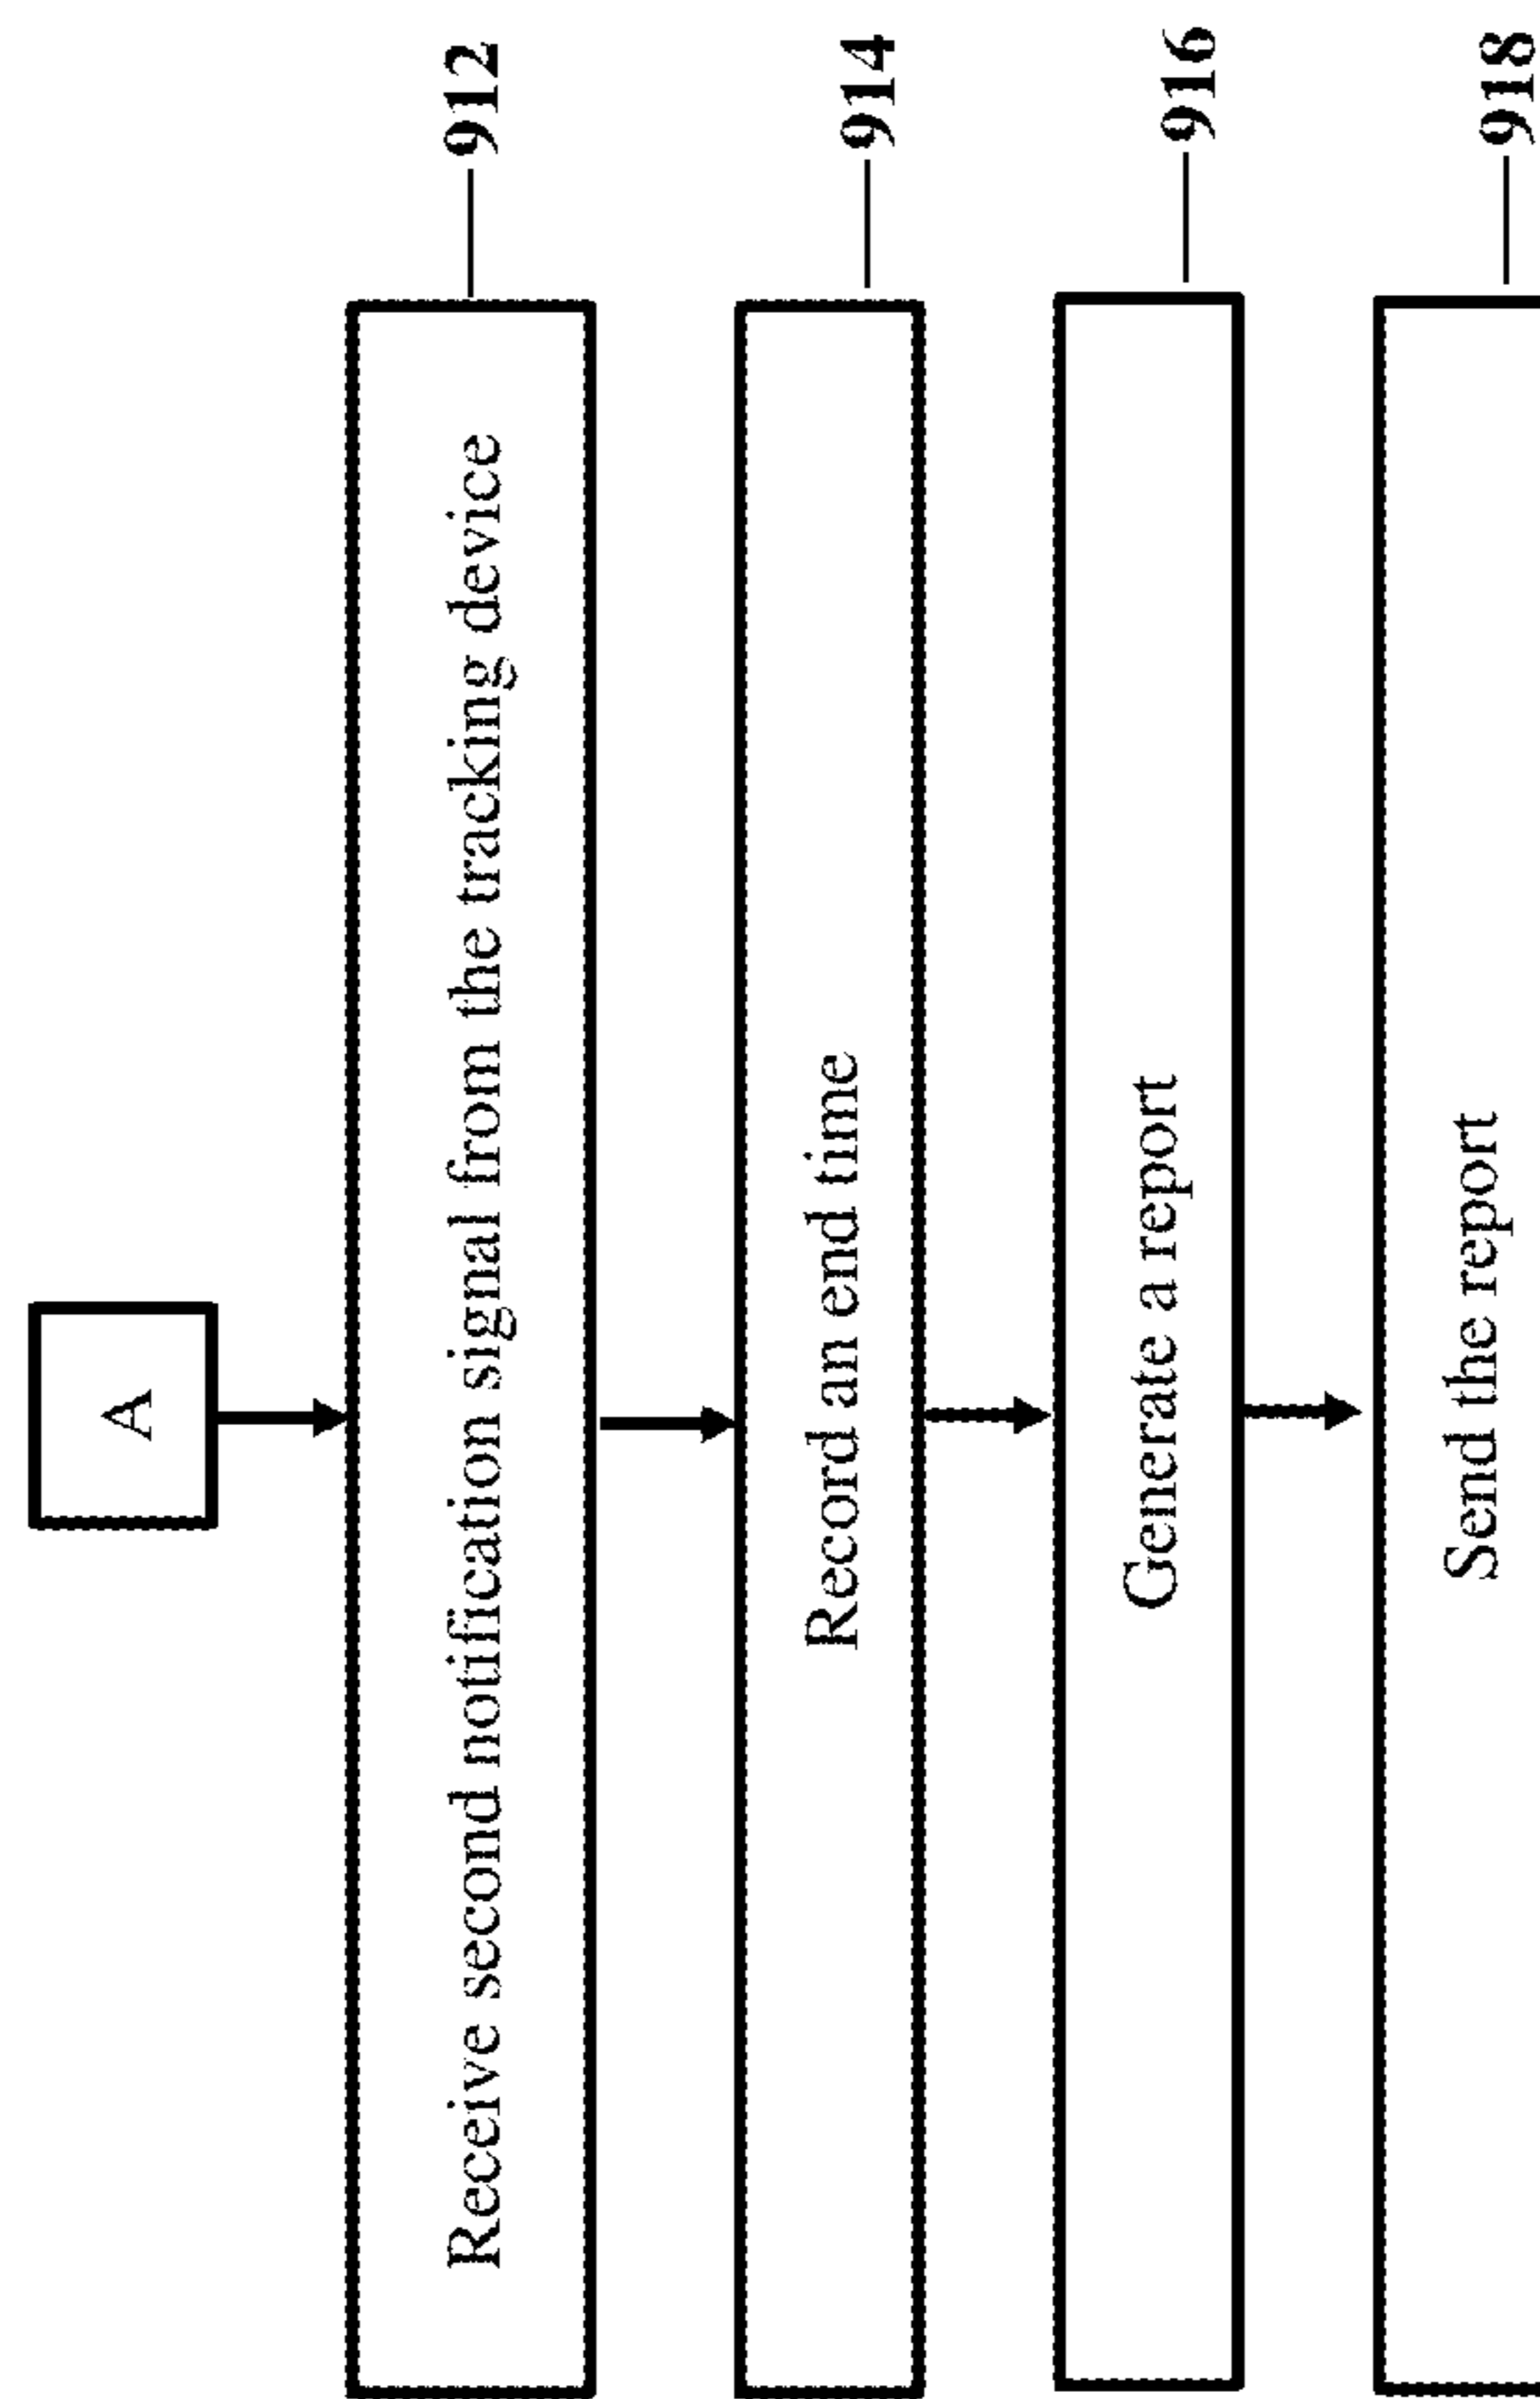 A
Receive second notification signal from the tracking device
912
Record an end time
914
Generate a report
916
Send the report
918